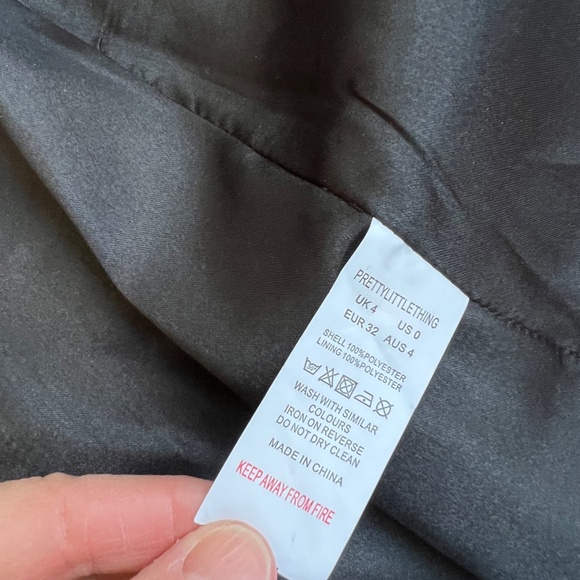 PRETTYLITTLETHING
UK 4 US 0
EUR 32 AUS 4
SHELL 100%POLYESTER
LINING 100%POLYESTER
WASH WITH SIMILAR
COLOURS
IRON ON REVERSE
DO NOT DRY CLEAN
MADE IN CHINA
KEEP AWAY FROM FIRE